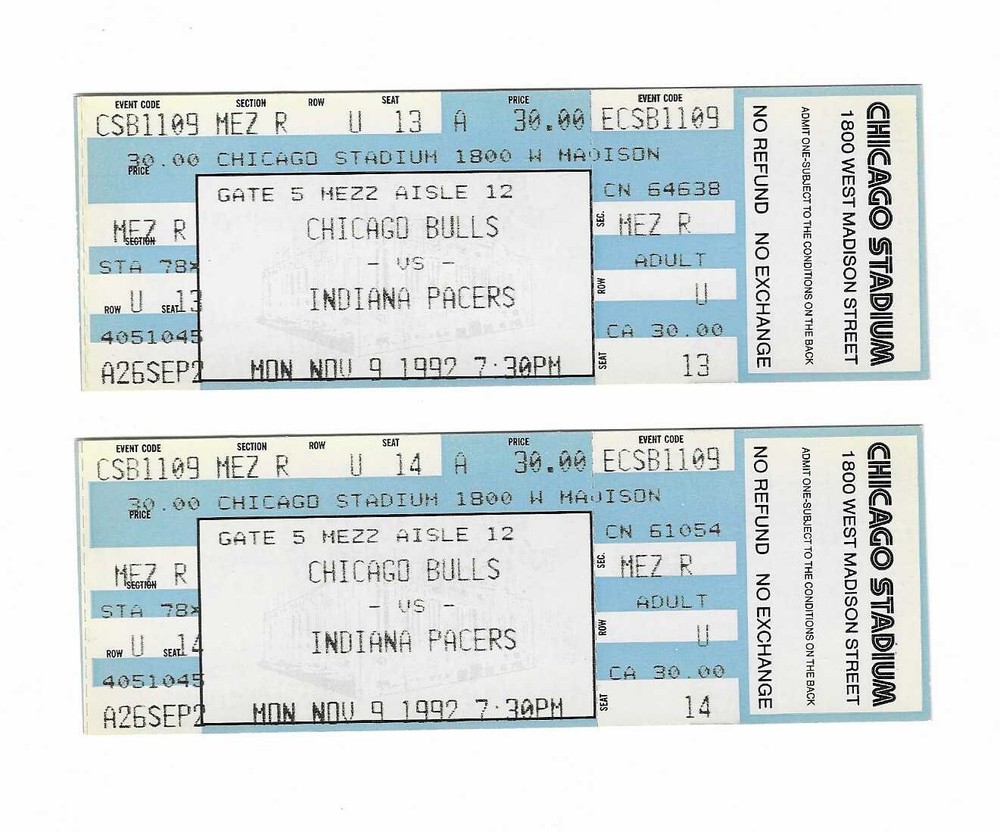 EVENT CODE SECTION ROW SEAT PRICE EVENT CODE
CSB1109 MEZ R U 13 A 30.00 ECSB1109
30.00 CHICAGO STADIUM 1800 W MADISON
PRICE
GATE 5 MEZZ AISLE 12 CN 64638
MEZ R CHICAGO BULLS SEC. MEZ R
SECTION
STA 78* - VS - ADULT
ROW U SEAT 13 INDIANA PACERS ROW U
4051045 CA 30.00
A26SEP2 MON NOV 9 1992 7:30PM SEAT 13
NO REFUND NO EXCHANGE
ADMIT ONE-SUBJECT TO THE CONDITIONS ON THE BACK
1800 WEST MADISON STREET
CHICAGO STADIUM
EVENT CODE SECTION ROW SEAT PRICE EVENT CODE
CSB1109 MEZ R U 14 A 30.00 ECSB1109
30.00 CHICAGO STADIUM 1800 W MADISON
PRICE
GATE 5 MEZZ AISLE 12 CN 61054
MEZ R CHICAGO BULLS SEC. MEZ R
SECTION
STA 78* - VS - ADULT
ROW U SEAT 14 INDIANA PACERS ROW U
4051045 CA 30.00
A26SEP2 MON NOV 9 1992 7:30PM SEAT 14
NO REFUND NO EXCHANGE
ADMIT ONE-SUBJECT TO THE CONDITIONS ON THE BACK
1800 WEST MADISON STREET
CHICAGO STADIUM